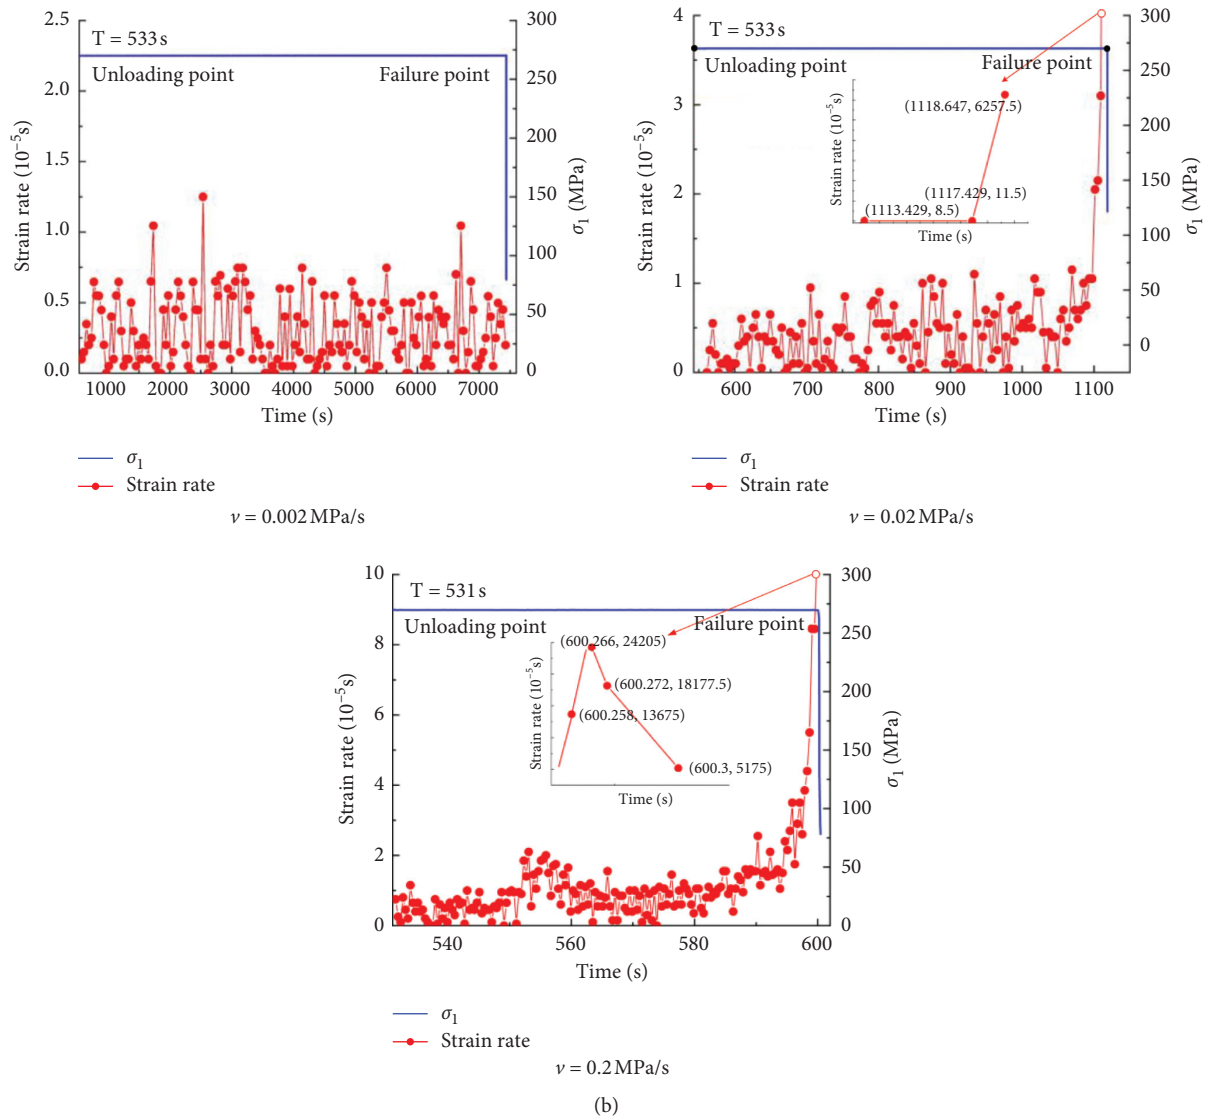 T = 533 s
Unloading point
Failure point
Strain rate (10⁻⁵s)
2.5
2.0
1.5
1.0
0.5
0.0
300
250
200
150
100
50
0
σ₁ (MPa)
1000 2000 3000 4000 5000 6000 7000
Time (s)
σ₁
Strain rate
ν = 0.002 MPa/s
T = 533 s
Unloading point
Failure point
Strain rate (10⁻⁵s)
4
3
2
1
0
300
250
200
150
100
50
0
σ₁ (MPa)
(1118.647, 6257.5)
(1117.429, 11.5)
(1113.429, 8.5)
Strain rate (10⁻⁵s)
Time (s)
600 700 800 900 1000 1100
Time (s)
σ₁
Strain rate
ν = 0.02 MPa/s
T = 531 s
Unloading point
Failure point
Strain rate (10⁻⁵s)
10
8
6
4
2
0
300
250
200
150
100
50
0
σ₁ (MPa)
(600.266, 24205)
(600.272, 18177.5)
(600.258, 13675)
(600.3, 5175)
Strain rate (10⁻⁵s)
Time (s)
540 560 580 600
Time (s)
σ₁
Strain rate
ν = 0.2 MPa/s
(b)